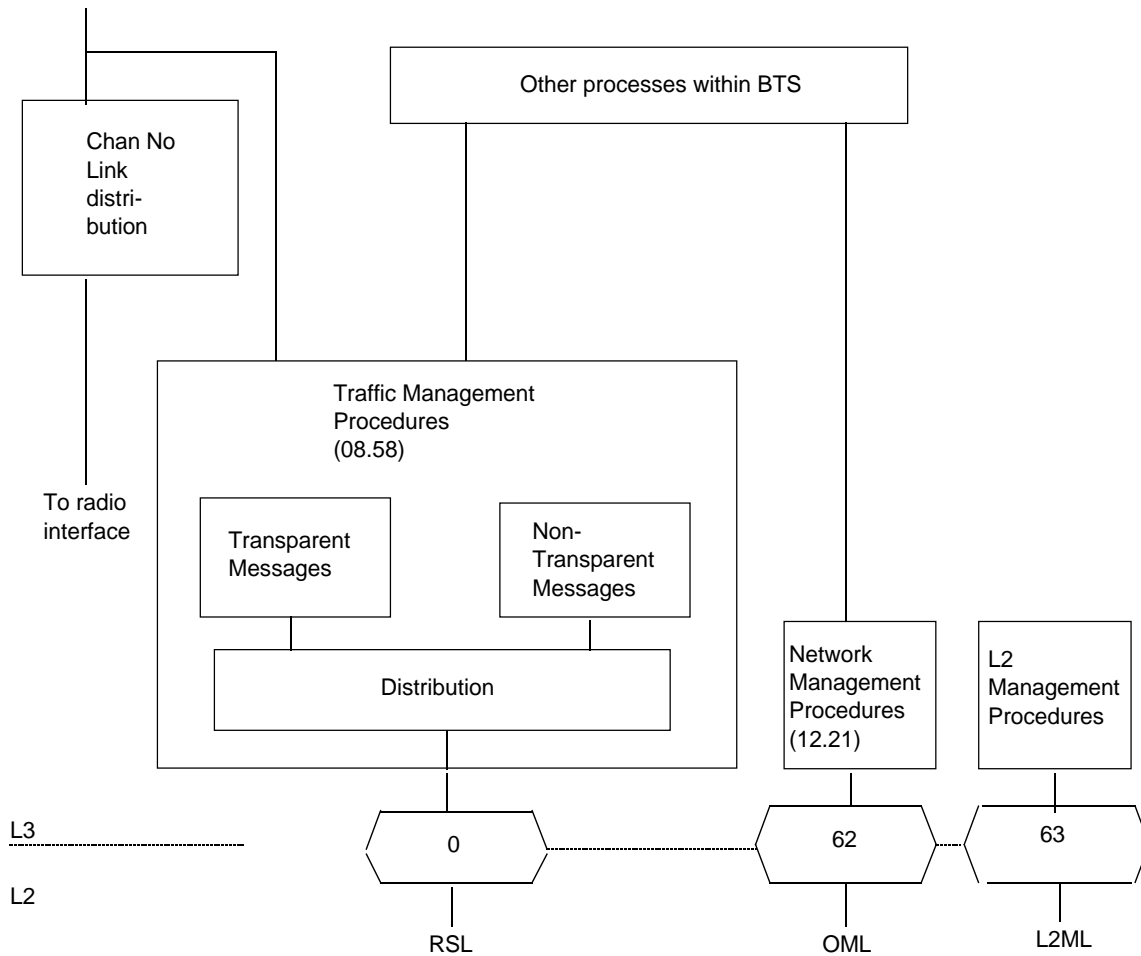 Other processes within BTS
Chan No
Link
distri-
bution
Traffic Management
Procedures
(08.58)
To radio
interface
Transparent
Messages
Non-
Transparent
Messages
Distribution
Network
Management
Procedures
(12.21)
L2
Management
Procedures
L3
0
62
63
L2
RSL
OML
L2ML